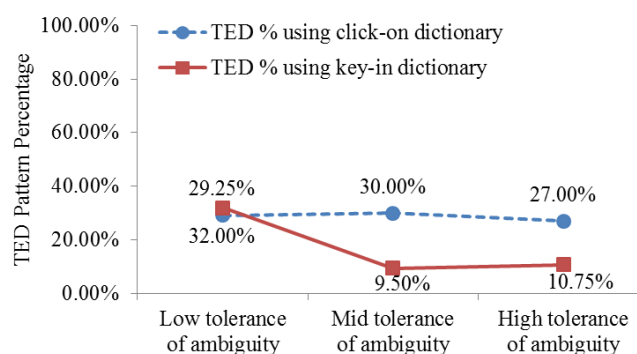 100.00%
80.00%
60.00%
40.00%
20.00%
0.00%
TED Pattern Percentage
TED % using click-on dictionary
TED % using key-in dictionary
29.25%
30.00%
27.00%
32.00%
9.50%
10.75%
Low tolerance
of ambiguity
Mid tolerance
of ambiguity
High tolerance
of ambiguity